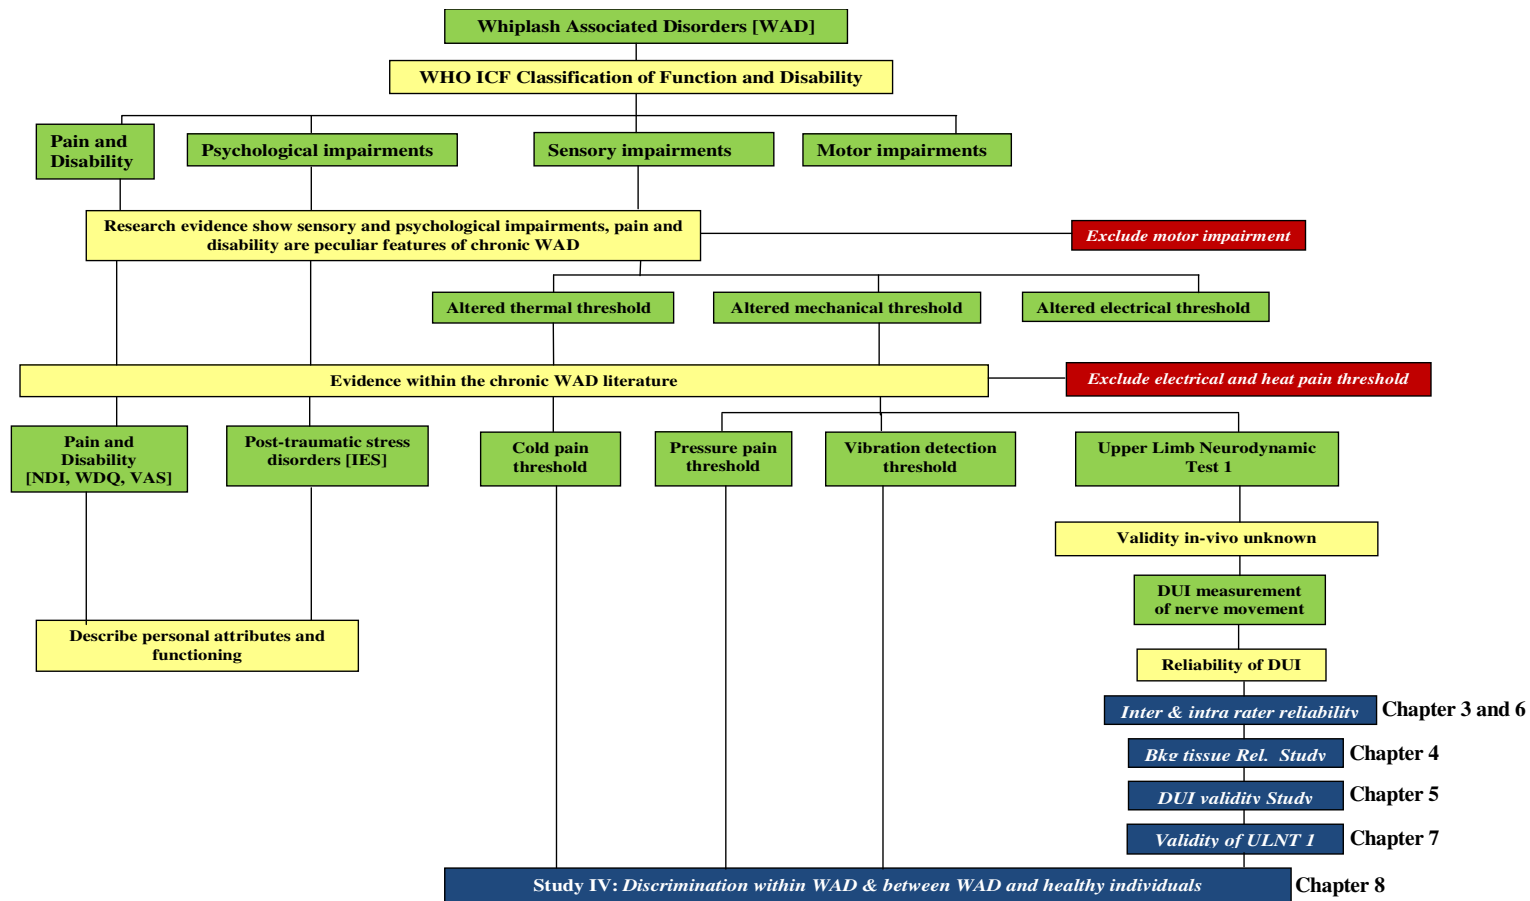 Whiplash Associated Disorders [WAD]
WHO ICF Classification of Function and Disability
Pain and
Disability
Psychological impairments
Sensory impairments
Motor impairments
Research evidence show sensory and psychological impairments, pain and
disability are peculiar features of chronic WAD
Exclude motor impairment
Altered thermal threshold
Altered mechanical threshold
Altered electrical threshold
Evidence within the chronic WAD literature
Exclude electrical and heat pain threshold
Pain and
Disability
[NDI, WDQ, VAS]
Post-traumatic stress
disorders [IES]
Cold pain
threshold
Pressure pain
threshold
Vibration detection
threshold
Upper Limb Neurodynamic
Test 1
Validity in-vivo unknown
DUI measurement
of nerve movement
Describe personal attributes and
functioning
Reliability of DUI
Inter & intra rater reliability
Chapter 3 and 6
Bkg tissue Rel. Study
Chapter 4
DUI validity Study
Chapter 5
Validity of ULNT 1
Chapter 7
Study IV: Discrimination within WAD & between WAD and healthy individuals
Chapter 8